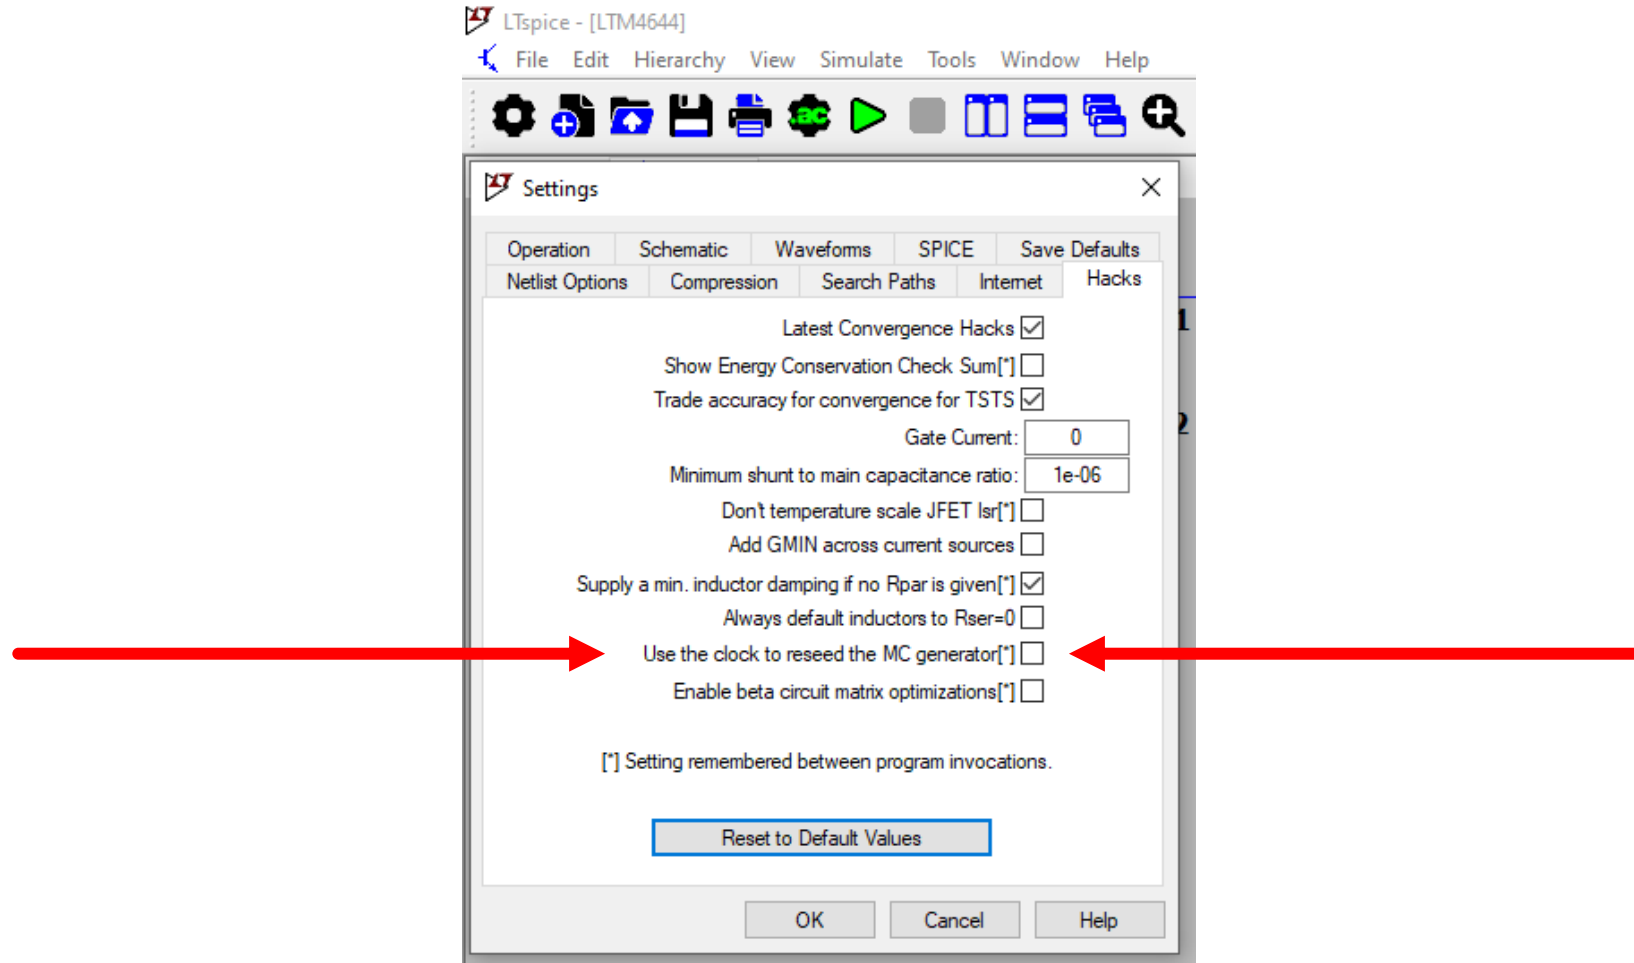 LTspice - [LTM4644]
File Edit Hierarchy View Simulate Tools Window Help
.ac
Settings
Operation Schematic Waveforms SPICE Save Defaults
Netlist Options Compression Search Paths Internet Hacks
Latest Convergence Hacks
Show Energy Conservation Check Sum[*]
Trade accuracy for convergence for TSTS
Gate Current: 0
Minimum shunt to main capacitance ratio: 1e-06
Don't temperature scale JFET Isr[*]
Add GMIN across current sources
Supply a min. inductor damping if no Rpar is given[*]
Always default inductors to Rser=0
Use the clock to reseed the MC generator[*]
Enable beta circuit matrix optimizations[*]
[*] Setting remembered between program invocations.
Reset to Default Values
OK Cancel Help
1
2